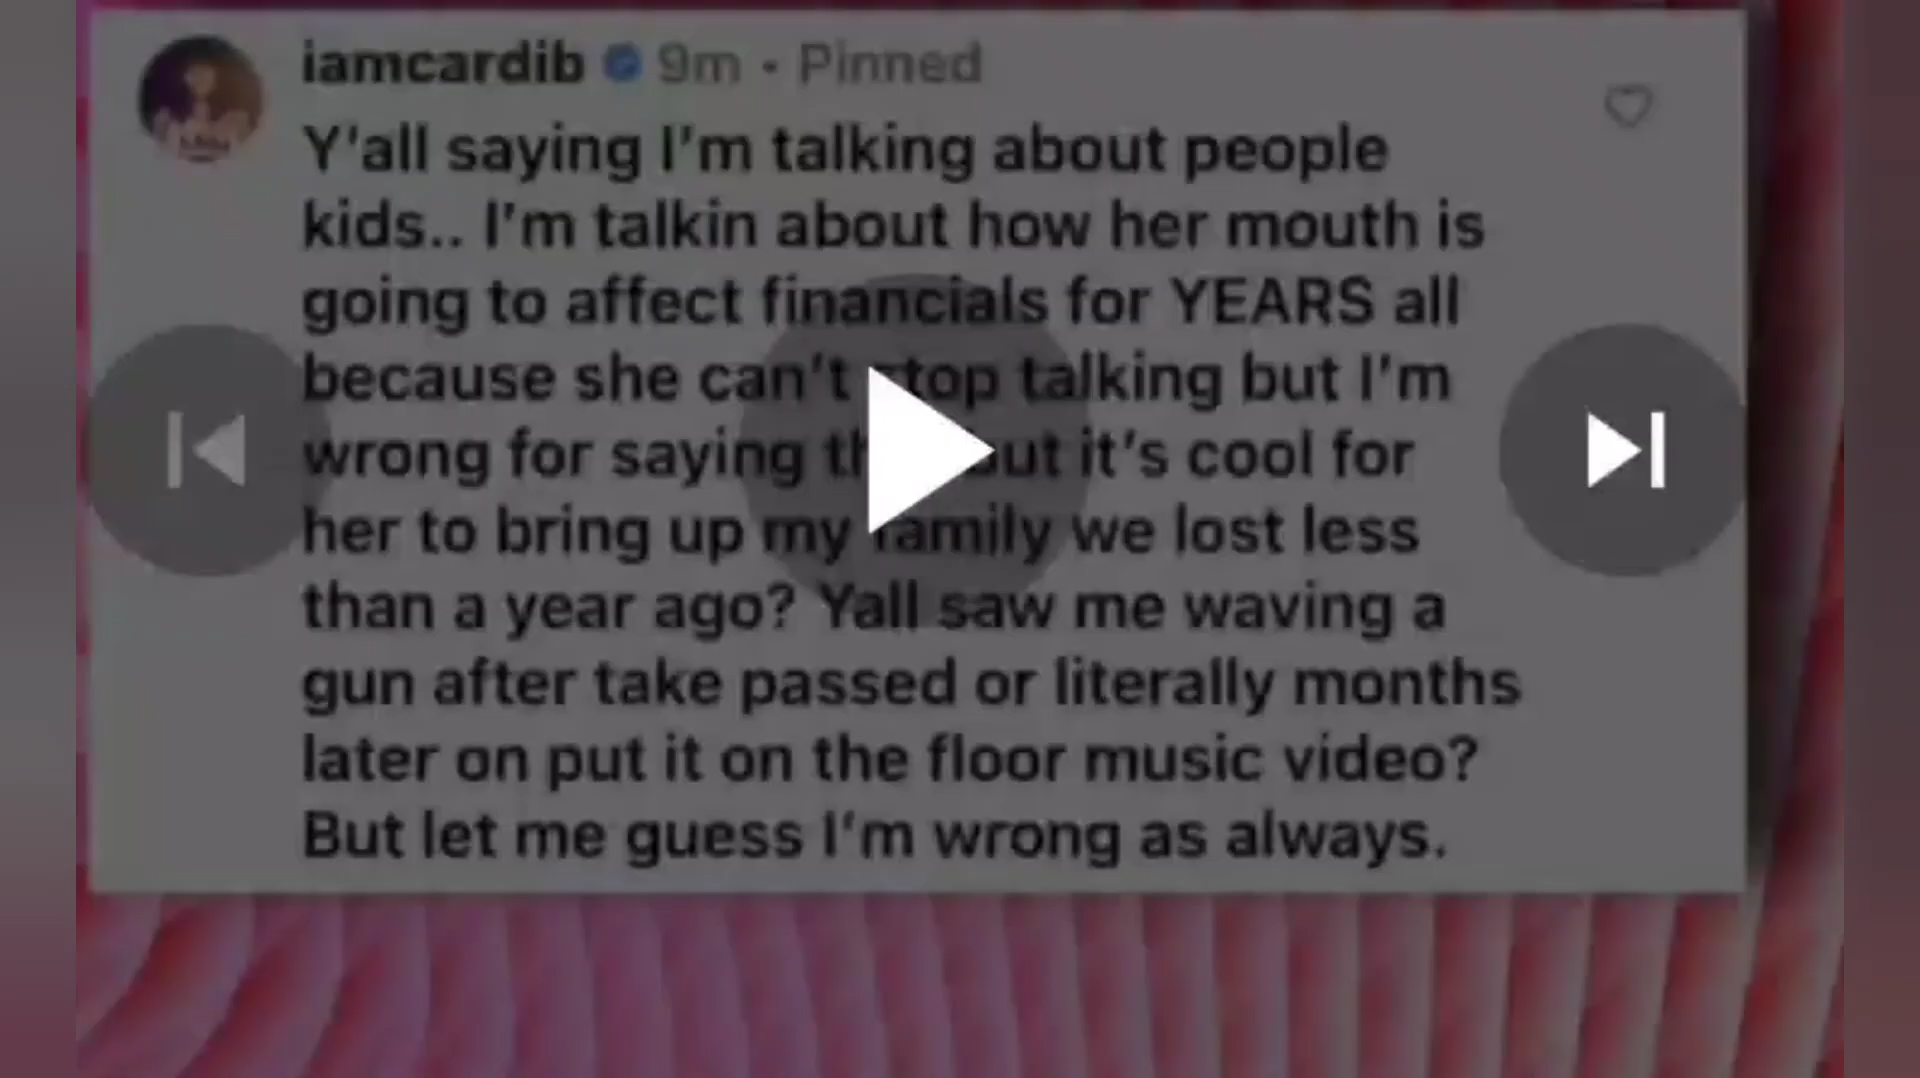 iamcardib 9m • Pinned
Y'all saying I'm talking about people
kids.. I'm talkin about how her mouth is
going to affect financials for YEARS all
because she can't stop talking but I'm
wrong for saying but it's cool for
her to bring up my family we lost less
than a year ago? Yall saw me waving a
gun after take passed or literally months
later on put it on the floor music video?
But let me guess I'm wrong as always.